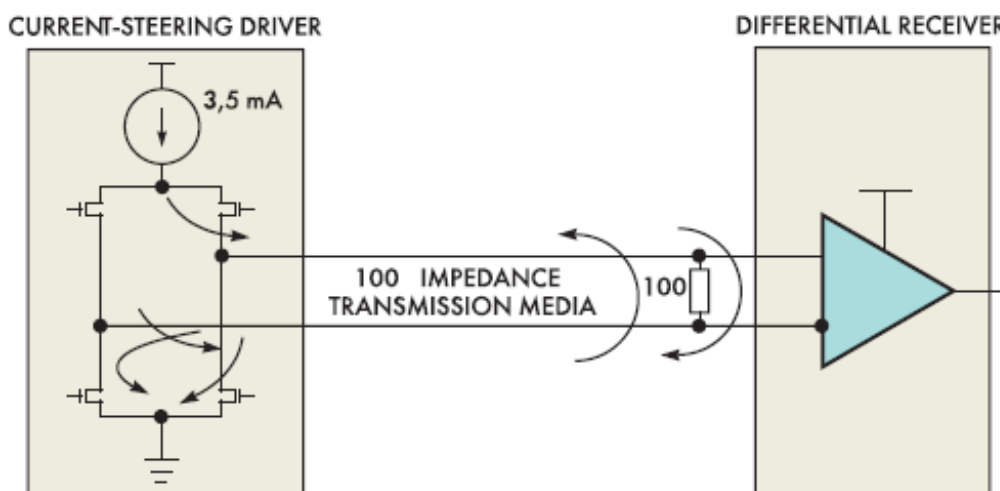 CURRENT-STEERING DRIVER
DIFFERENTIAL RECEIVER
3,5 mA
100 IMPEDANCE
TRANSMISSION MEDIA
100